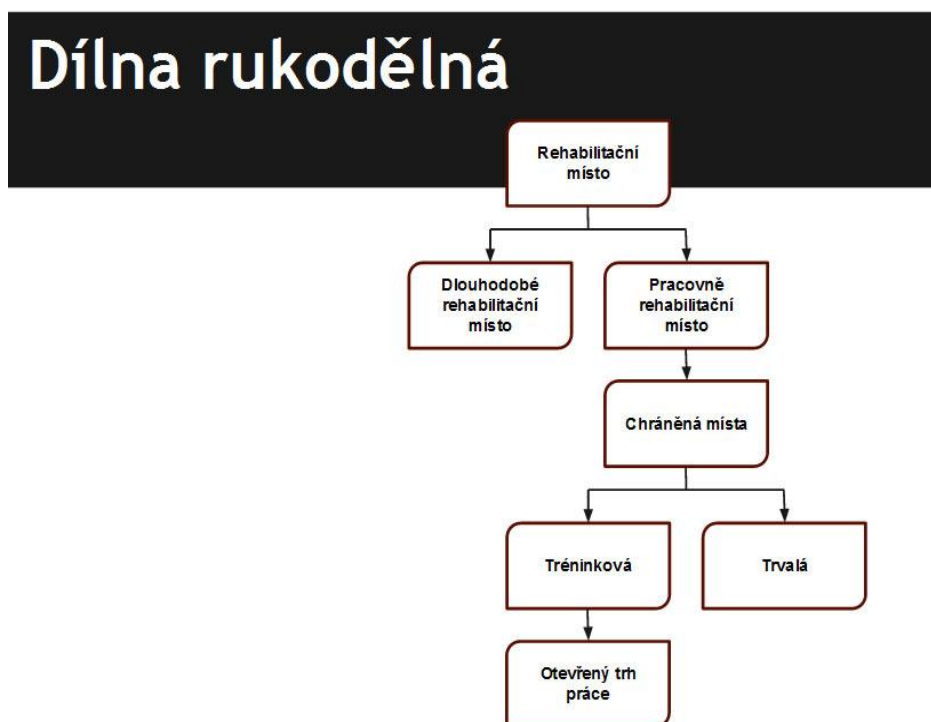 Dílna rukodělná
Rehabilitační
místo
Dlouhodobé
rehabilitační
místo
Pracovně
rehabilitační
místo
Chráněná místa
Tréninková
Trvalá
Otevřený trh
práce